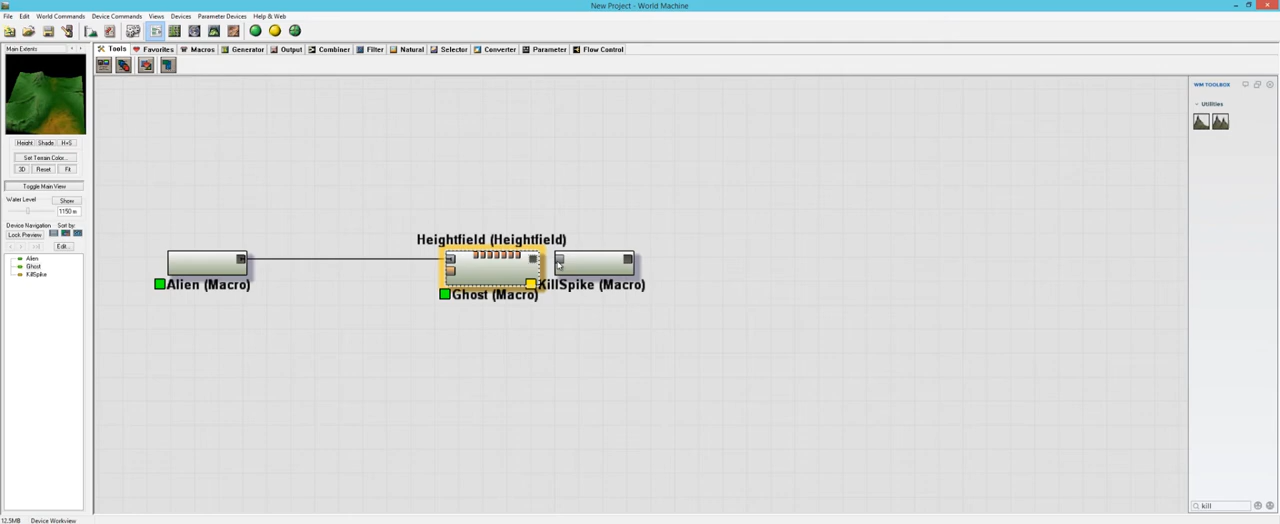 New Project - World Machine
File Edit World Commands Device Commands Views Devices Parameter Devices Help & Web
Main Extents
Tools Favorites Macros Generator Output Combiner Filter Natural Selector Converter Parameter Flow Control
WM TOOLBOX
Utilities
Height Shade H+S
Set Terrain Color...
3D Reset Fit
Toggle Main View
Water Level Show
1150 m
Device Navigation Sort by:
Lock Preview
Edit...
Alien
Ghost
KillSpike
Heightfield (Heightfield)
Alien (Macro)
Ghost (Macro)
KillSpike (Macro)
kill
12.5MB Device Workview